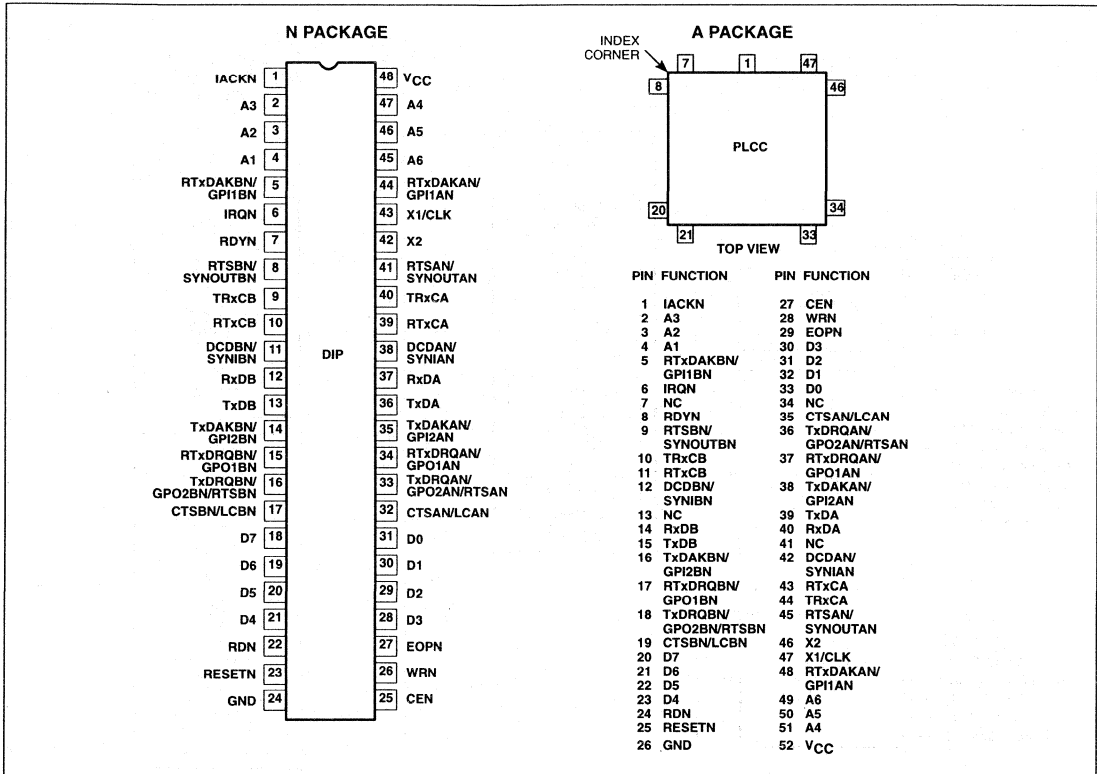 N PACKAGE
IACKN 1
A3 2
A2 3
A1 4
RTxDAKBN/
GPI1BN 5
IRQN 6
RDYN 7
RTSBN/
SYNOUTBN 8
TRxCB 9
RTxCB 10
DCDBN/
SYNIBN 11
RxDB 12
TxDB 13
TxDAKBN/
GPI2BN 14
RTxDRQBN/
GPO1BN 15
TxDRQBN/
GPO2BN/RTSBN 16
CTSBN/LCBN 17
D7 18
D6 19
D5 20
D4 21
RDN 22
RESETN 23
GND 24
DIP
48 VCC
47 A4
46 A5
45 A6
44 RTxDAKAN/
GPI1AN
43 X1/CLK
42 X2
41 RTSAN/
SYNOUTAN
40 TRxCA
39 RTxCA
38 DCDAN/
SYNIAN
37 RxDA
36 TxDA
35 TxDAKAN/
GPI2AN
34 RTxDRQAN/
GPO1AN
33 TxDRQAN/
GPO2AN/RTSAN
32 CTSAN/LCAN
31 D0
30 D1
29 D2
28 D3
27 EOPN
26 WRN
25 CEN
A PACKAGE
INDEX
CORNER
7 1 47
8 46
PLCC
20 34
21 33
TOP VIEW
PIN FUNCTION
1 IACKN
2 A3
3 A2
4 A1
5 RTxDAKBN/
GPI1BN
6 IRQN
7 NC
8 RDYN
9 RTSBN/
SYNOUTBN
10 TRxCB
11 RTxCB
12 DCDBN/
SYNIBN
13 NC
14 RxDB
15 TxDB
16 TxDAKBN/
GPI2BN
17 RTxDRQBN/
GPO1BN
18 TxDRQBN/
GPO2BN/RTSBN
19 CTSBN/LCBN
20 D7
21 D6
22 D5
23 D4
24 RDN
25 RESETN
26 GND
PIN FUNCTION
27 CEN
28 WRN
29 EOPN
30 D3
31 D2
32 D1
33 D0
34 NC
35 CTSAN/LCAN
36 TxDRQAN/
GPO2AN/RTSAN
37 RTxDRQAN/
GPO1AN
38 TxDAKAN/
GPI2AN
39 TxDA
40 RxDA
41 NC
42 DCDAN/
SYNIAN
43 RTxCA
44 TRxCA
45 RTSAN/
SYNOUTAN
46 X2
47 X1/CLK
48 RTxDAKAN/
GPI1AN
49 A6
50 A5
51 A4
52 VCC